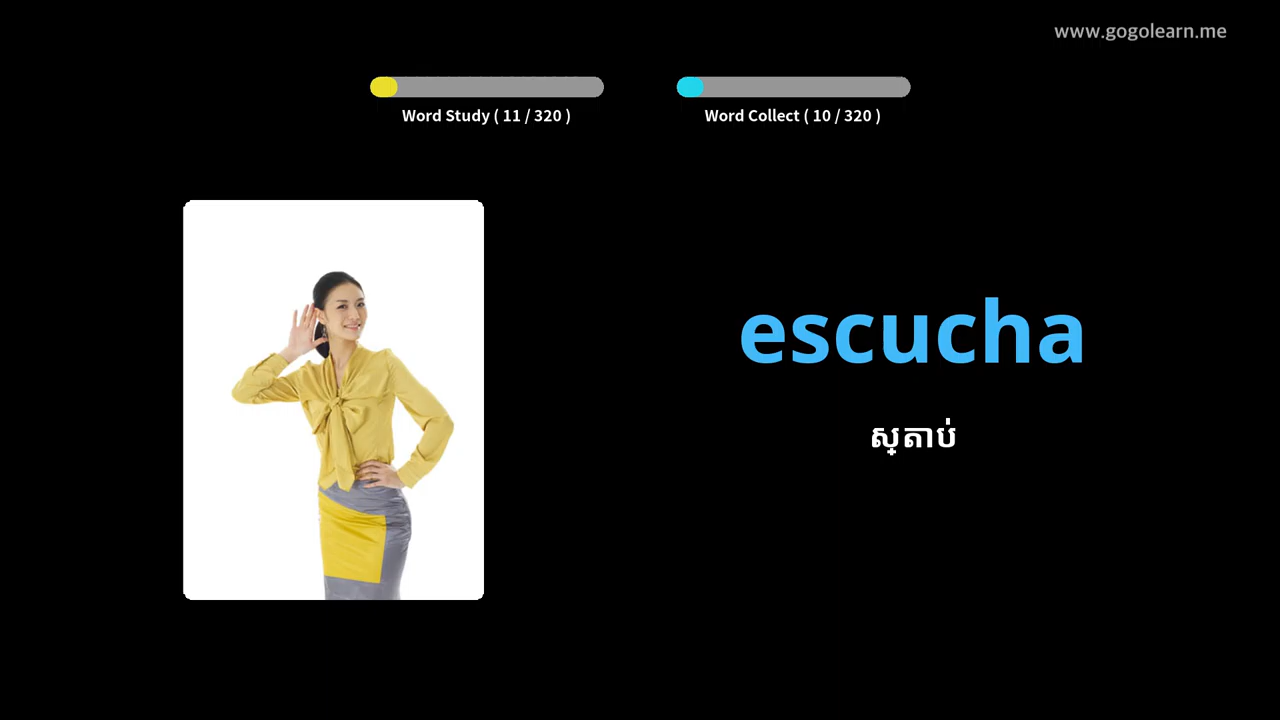 www.gogolearn.me
Word Study ( 11 / 320 )
Word Collect ( 10 / 320 )
escucha
ស្តាប់